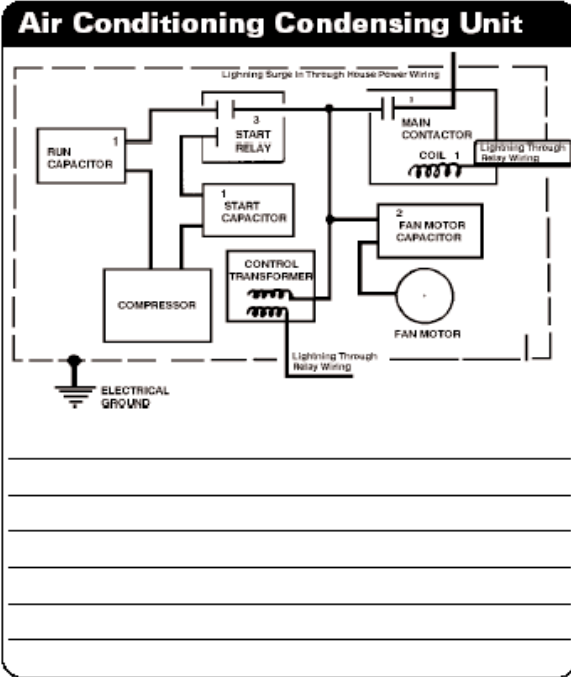 Air Conditioning Condensing Unit
Lighning Surge In Through House Power Wiring
1
RUN
CAPACITOR
3
START
RELAY
1
MAIN
CONTACTOR
COIL 1
Lightning Through
Relay Wiring
1
START
CAPACITOR
2
FAN MOTOR
CAPACITOR
CONTROL
TRANSFORMER
COMPRESSOR
FAN MOTOR
Lightning Through
Relay Wiring
ELECTRICAL
GROUND